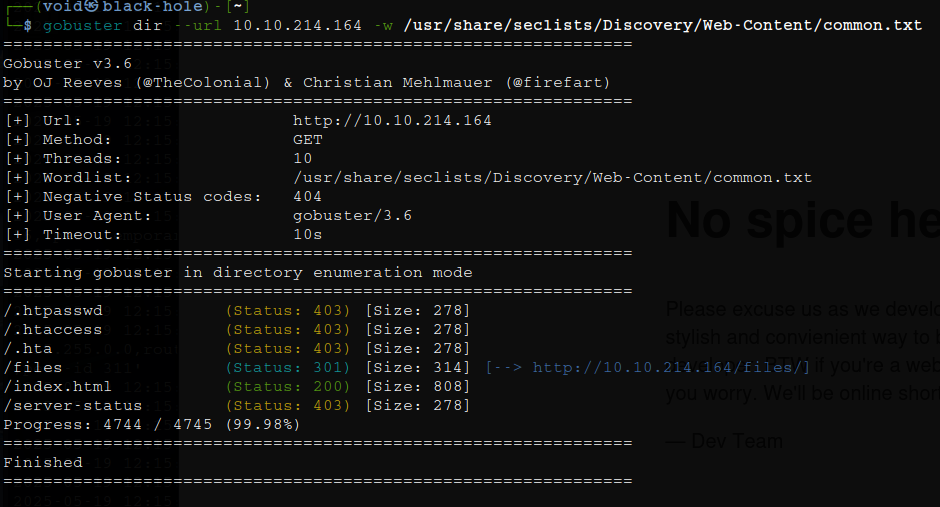 ┌──(void㉿black-hole)-[~]
└─$ gobuster dir --url 10.10.214.164 -w /usr/share/seclists/Discovery/Web-Content/common.txt
===============================================================
Gobuster v3.6
by OJ Reeves (@TheColonial) & Christian Mehlmauer (@firefart)
===============================================================
[+] Url:                     http://10.10.214.164
[+] Method:                  GET
[+] Threads:                 10
[+] Wordlist:                /usr/share/seclists/Discovery/Web-Content/common.txt
[+] Negative Status codes:   404
[+] User Agent:              gobuster/3.6
[+] Timeout:                 10s
===============================================================
Starting gobuster in directory enumeration mode
===============================================================
/.htpasswd            (Status: 403) [Size: 278]
/.htaccess            (Status: 403) [Size: 278]
/.hta                 (Status: 403) [Size: 278]
/files                (Status: 301) [Size: 314] [--> http://10.10.214.164/files/]
/index.html           (Status: 200) [Size: 808]
/server-status        (Status: 403) [Size: 278]
Progress: 4744 / 4745 (99.98%)
===============================================================
Finished
===============================================================
No spice he
Please excuse us as we develo
stylish and convienient way to
if you're a web
you worry. We'll be online shor
— Dev Team
2025-05-19 12:15